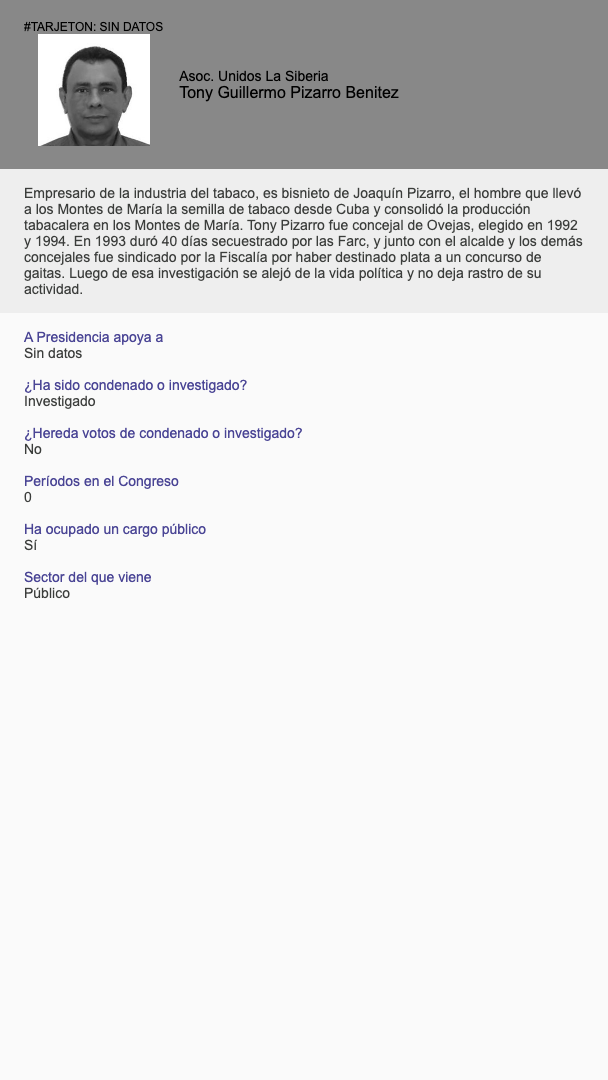 #TARJETON: SIN DATOS
Asoc. Unidos La Siberia
Tony Guillermo Pizarro Benitez
Empresario de la industria del tabaco, es bisnieto de Joaquín Pizarro, el hombre que llevó
a los Montes de María la semilla de tabaco desde Cuba y consolidó la producción
tabacalera en los Montes de María. Tony Pizarro fue concejal de Ovejas, elegido en 1992
y 1994. En 1993 duró 40 días secuestrado por las Farc, y junto con el alcalde y los demás
concejales fue sindicado por la Fiscalía por haber destinado plata a un concurso de
gaitas. Luego de esa investigación se alejó de la vida política y no deja rastro de su
actividad.
A Presidencia apoya a
Sin datos
¿Ha sido condenado o investigado?
Investigado
¿Hereda votos de condenado o investigado?
No
Períodos en el Congreso
0
Ha ocupado un cargo público
Sí
Sector del que viene
Público